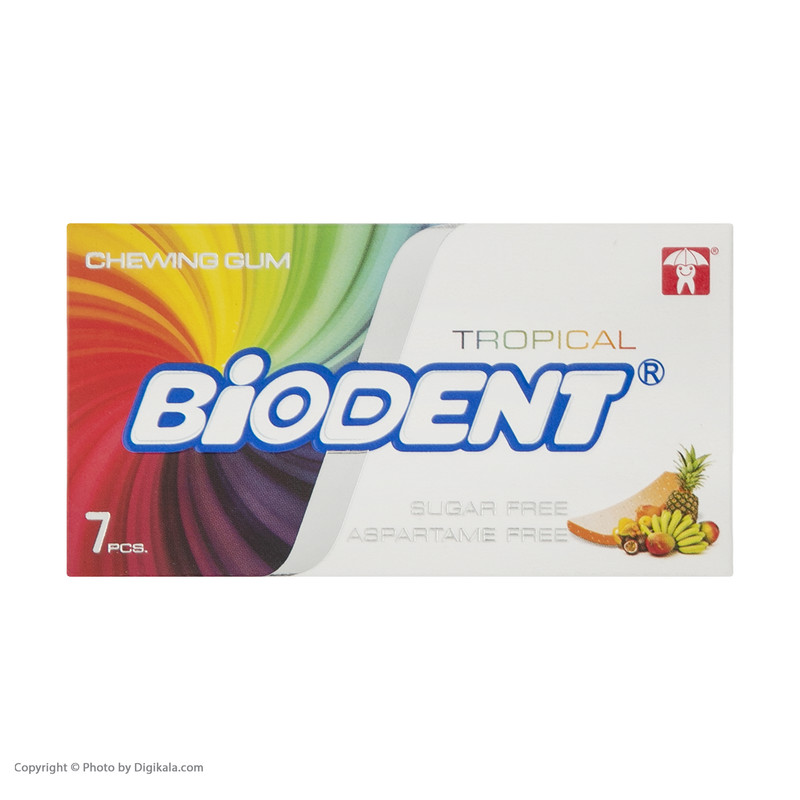 CHEWING GUM
®
TROPICAL
BiODENT®
SUGAR FREE
ASPARTAME FREE
7 PCS.
Copyright © Photo by Digikala.com